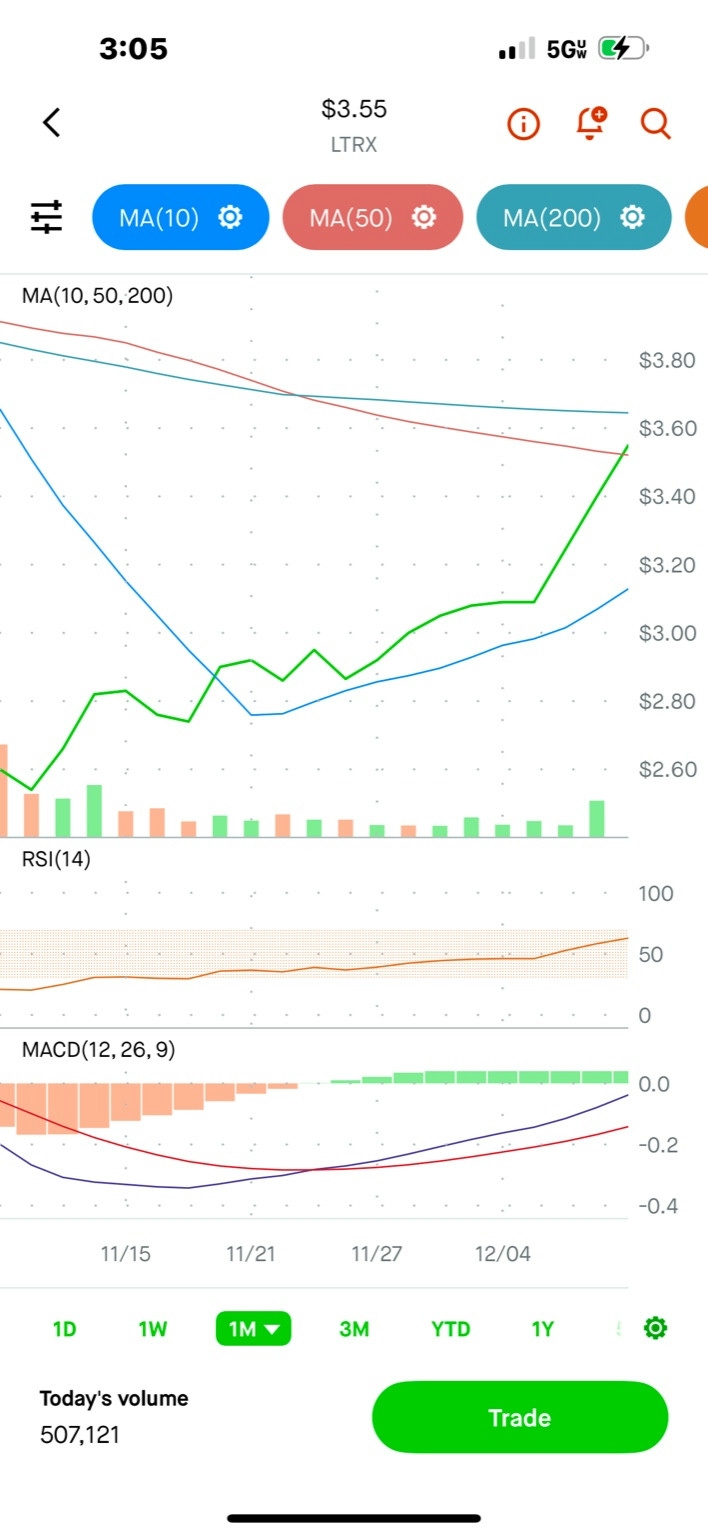 3:05
5GUW
$3.55
LTRX
MA(10)
MA(50)
MA(200)
MA(10, 50, 200)
$3.80
$3.60
$3.40
$3.20
$3.00
$2.80
$2.60
RSI(14)
100
50
0
MACD(12, 26, 9)
0.0
-0.2
-0.4
11/15 11/21 11/27 12/04
1D 1W 1M 3M YTD 1Y
Today's volume
507,121
Trade